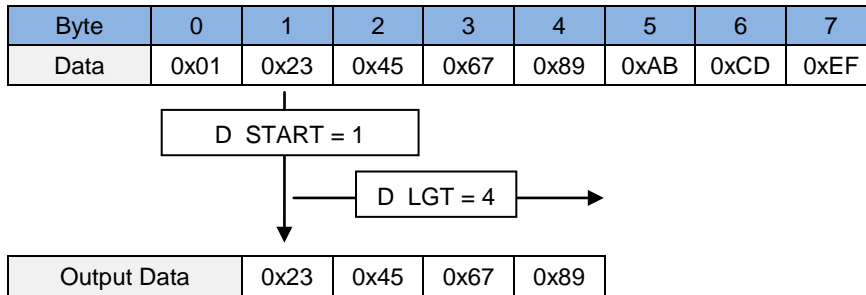 Byte 0 1 2 3 4 5 6 7
Data 0x01 0x23 0x45 0x67 0x89 0xAB 0xCD 0xEF
D START = 1
D LGT = 4
Output Data 0x23 0x45 0x67 0x89